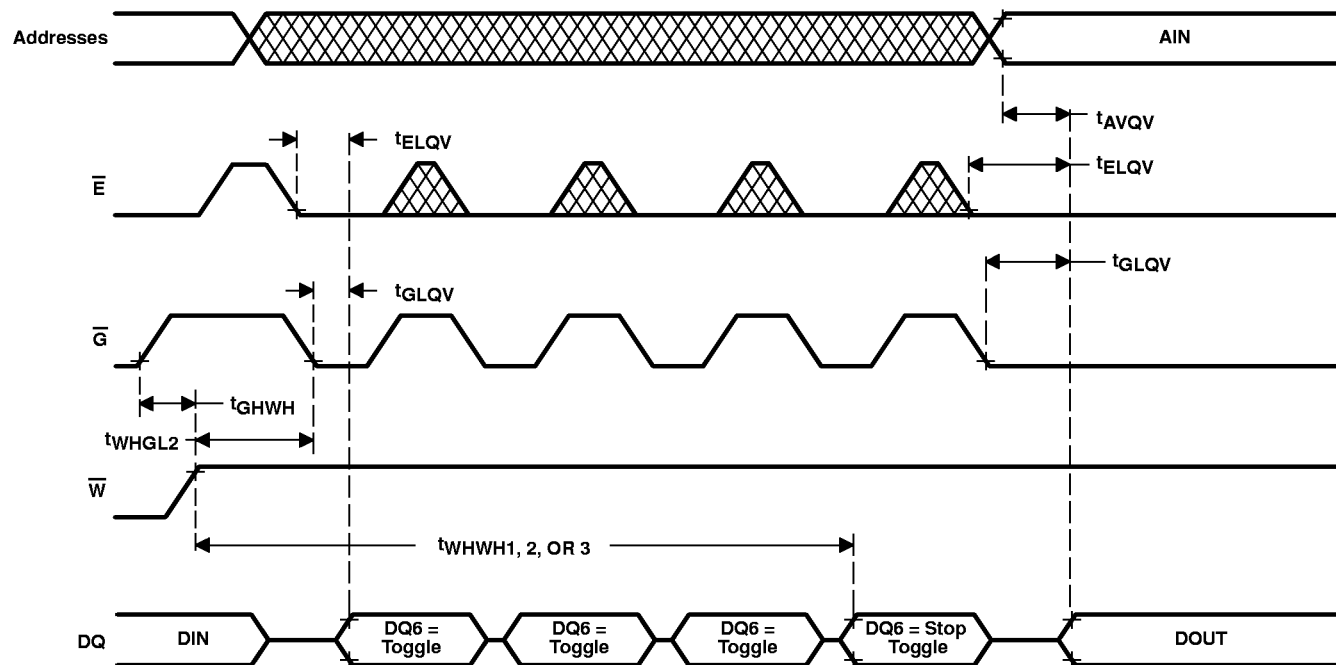 Addresses
AIN
tAVQV
tELQV
tELQV
E̅
tGLQV
tGLQV
G̅
tGHWH
tWHGL2
W̅
tWHWH1, 2, OR 3
DQ
DIN
DQ6 =
Toggle
DQ6 =
Toggle
DQ6 =
Toggle
DQ6 = Stop
Toggle
DOUT